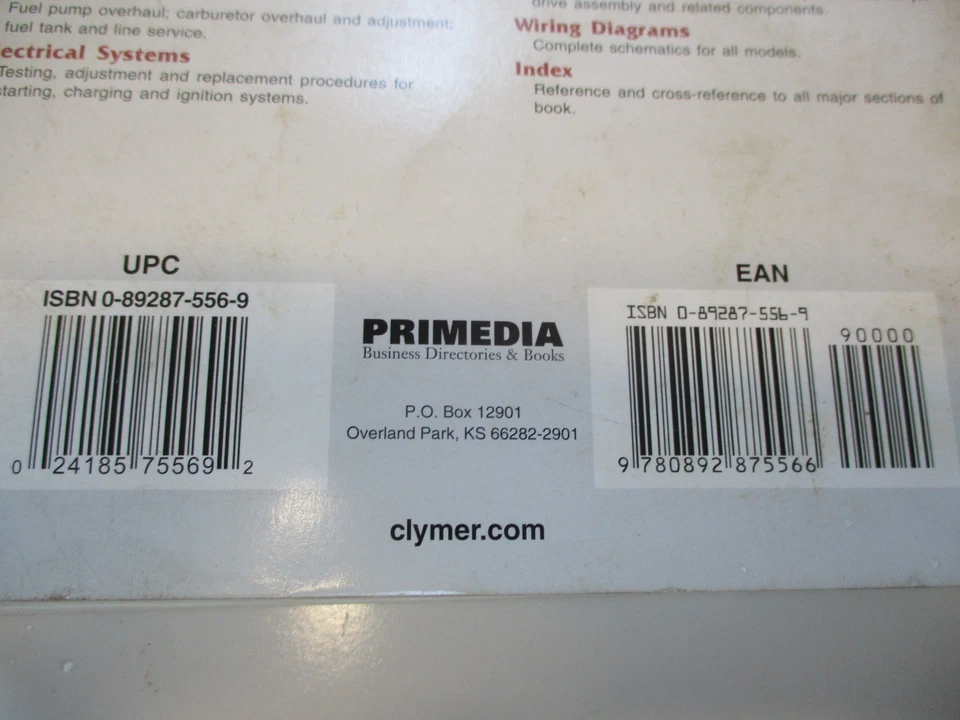 Fuel pump overhaul; carburetor overhaul and adjustment;
fuel tank and line service.
ectrical Systems
Testing, adjustment and replacement procedures for
starting, charging and ignition systems.
drive assembly and related components.
Wiring Diagrams
Complete schematics for all models.
Index
Reference and cross-reference to all major sections of
book.
UPC
ISBN 0-89287-556-9
0 24185 75569 2
PRIMEDIA
Business Directories & Books
P.O. Box 12901
Overland Park, KS 66282-2901
clymer.com
EAN
ISBN 0-89287-556-9
90000
9 780892 875566